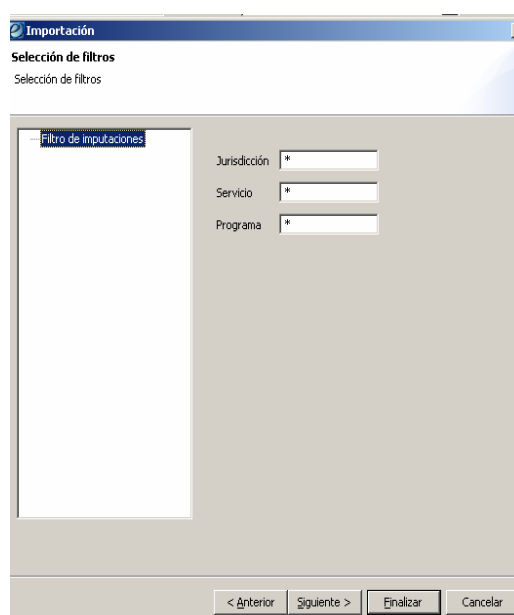 Importación
Selección de filtros
Selección de filtros
Filtro de imputaciones
Jurisdicción *
Servicio *
Programa *
< Anterior Siguiente > Finalizar Cancelar